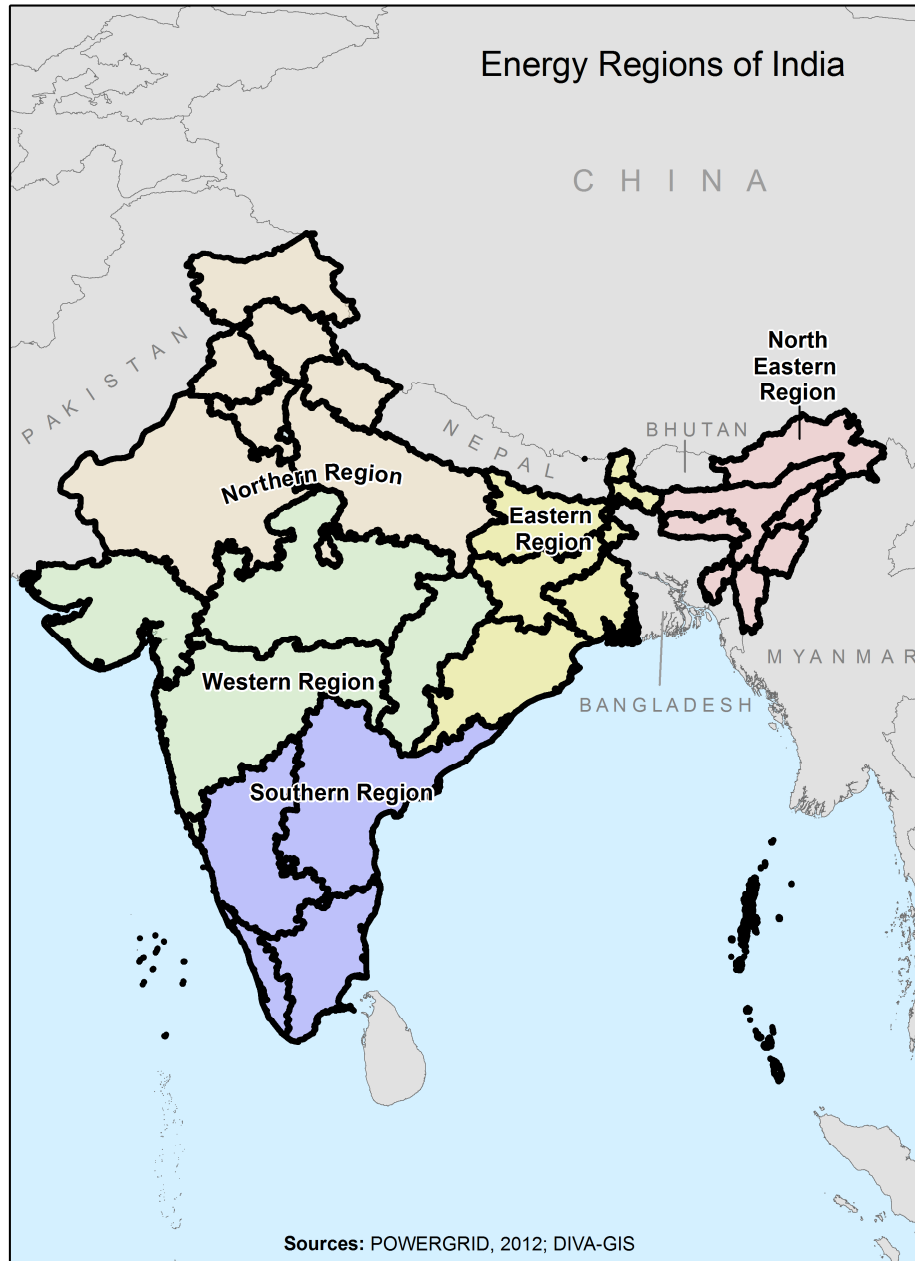 Energy Regions of India
C H I N A
PAKISTAN
North
Eastern
Region
NEPAL
BHUTAN
Northern Region
Eastern
Region
MYANMAR
Western Region
BANGLADESH
Southern Region
Sources: POWERGRID, 2012; DIVA-GIS